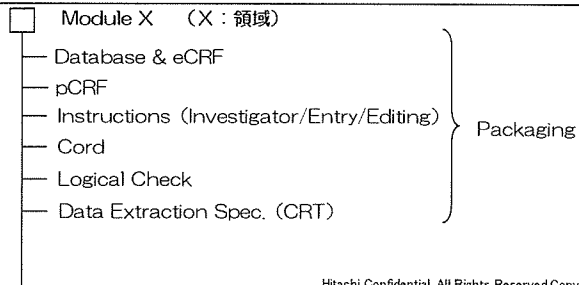 Module X （X：領域）
Database & eCRF
pCRF
Instructions（Investigator/Entry/Editing）
Packaging
Cord
Logical Check
Data Extraction Spec.（CRT）
Hitachi Confidential. All Rights Reserved Copy